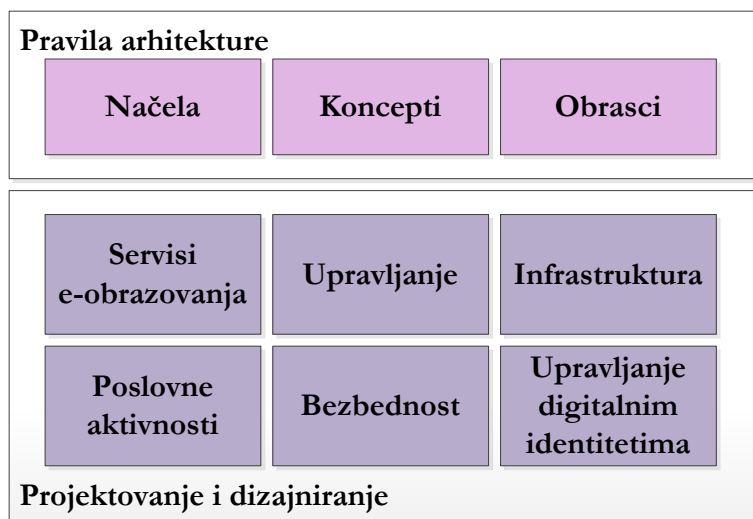 Pravila arhitekture
Načela
Koncepti
Obrasci
Servisi
e-obrazovanja
Upravljanje
Infrastruktura
Poslovne
aktivnosti
Bezbednost
Upravljanje
digitalnim
identitetima
Projektovanje i dizajniranje